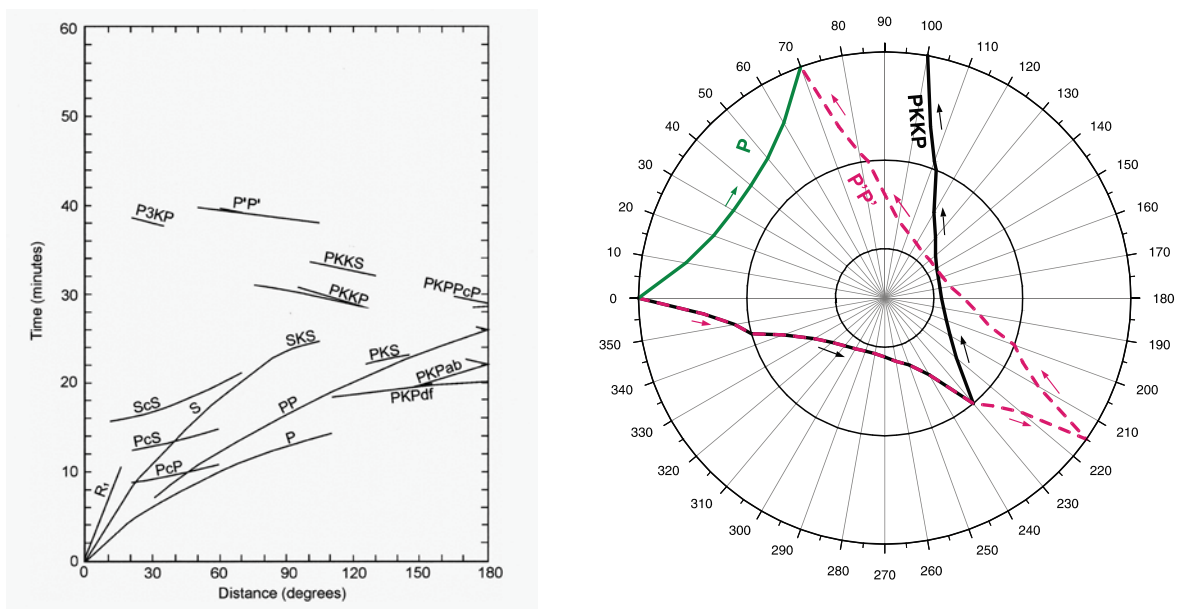 60
50
40
30
20
10
0
Time (minutes)
P3KP
P'P'
PKKS
PKKP
PKPPcP
SKS
PKS
PKPab
PKPdf
ScS
S
PP
P
PcS
PcP
R₁
0
30
60
90
120
150
180
Distance (degrees)
0
10
20
30
40
50
60
70
80
90
100
110
120
130
140
150
160
170
180
190
200
210
220
230
240
250
260
270
280
290
300
310
320
330
340
350
P
P'P'
PKKP